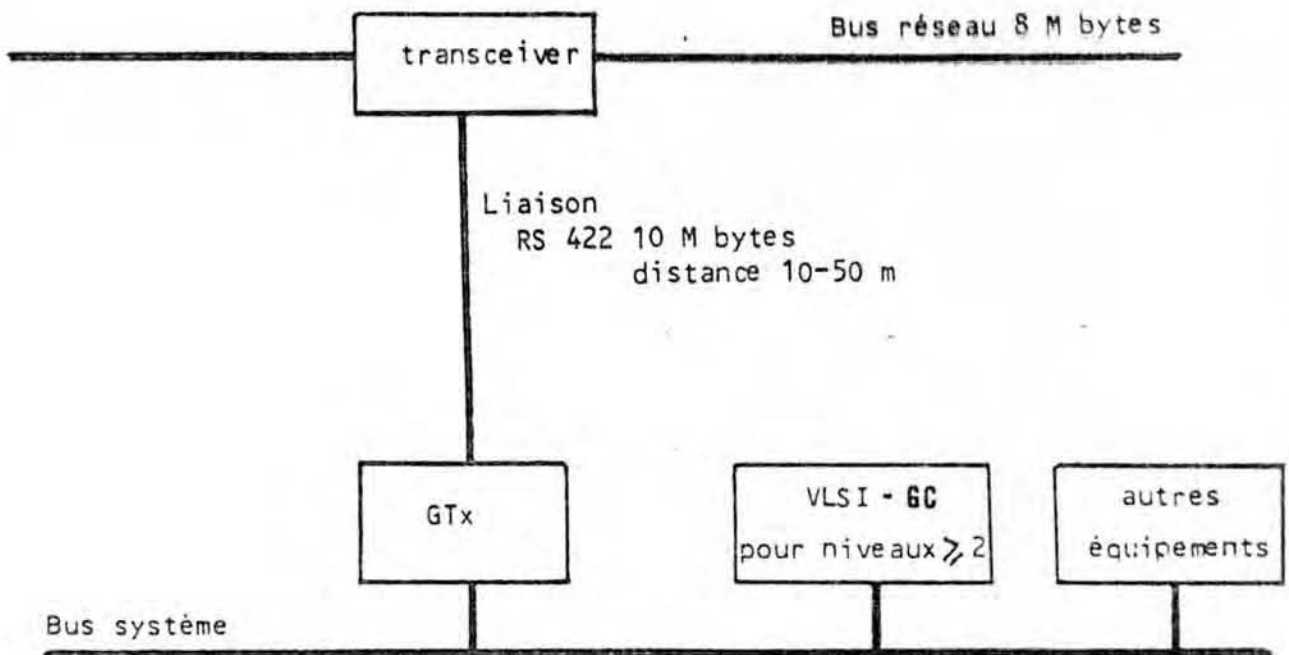 Bus réseau 8 M bytes
transceiver
Liaison
RS 422 10 M bytes
distance 10-50 m
GTx
VLSI - GC
pour niveaux ⩾ 2
autres
équipements
Bus système